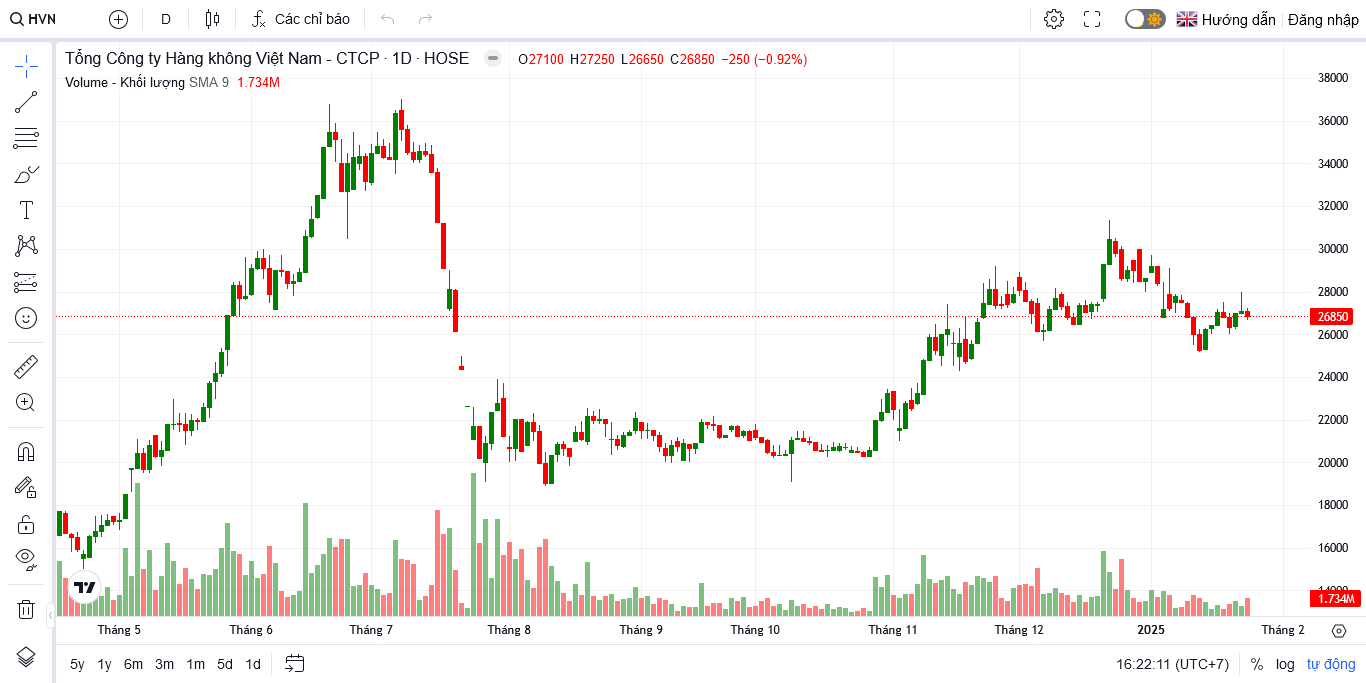 HVN D Các chỉ báo Hướng dẫn Đăng nhập
Tổng Công ty Hàng không Việt Nam - CTCP · 1D · HOSE O27100 H27250 L26650 C26850 −250 (−0.92%)
Volume - Khối lượng SMA 9 1.734M
38000
36000
34000
32000
30000
28000
26850
26000
24000
22000
20000
18000
16000
1.734M
Tháng 5 Tháng 6 Tháng 7 Tháng 8 Tháng 9 Tháng 10 Tháng 11 Tháng 12 2025 Tháng 2
5y 1y 6m 3m 1m 5d 1d 16:22:11 (UTC+7) % log tự động